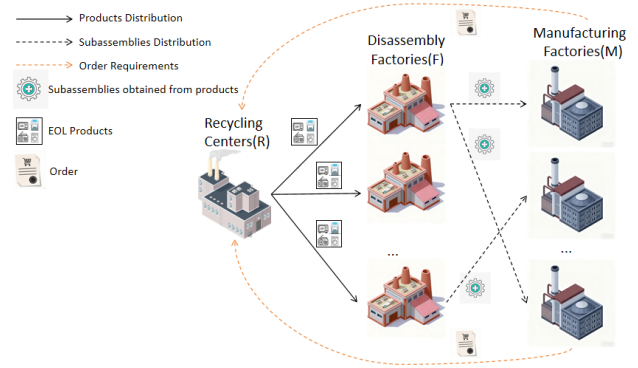 Products Distribution
Subassemblies Distribution
Order Requirements
Subassemblies obtained from products
EOL Products
Order
Recycling
Centers(R)
Disassembly
Factories(F)
Manufacturing
Factories(M)
...
...